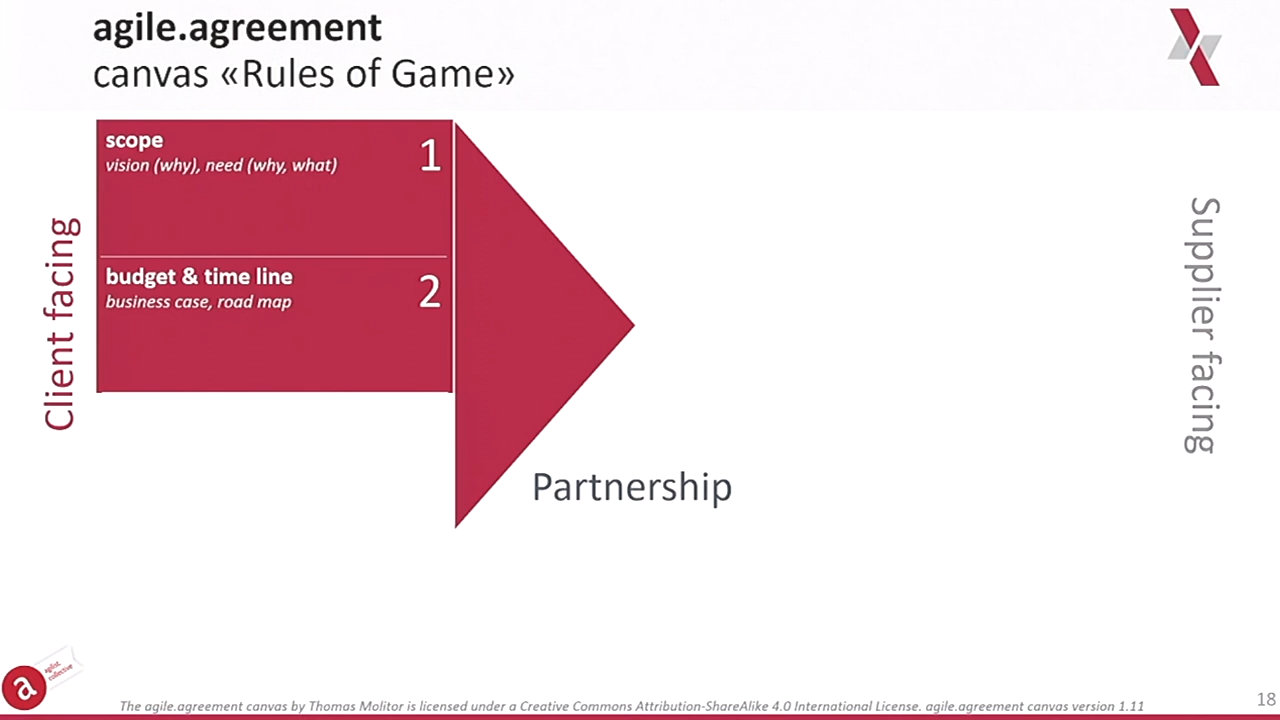 agile.agreement
canvas «Rules of Game»
Client facing
scope
vision (why), need (why, what)
1
budget & time line
business case, road map
2
Partnership
Supplier facing
a
agilist
collective
The agile.agreement canvas by Thomas Molitor is licensed under a Creative Commons Attribution-ShareAlike 4.0 International License. agile.agreement canvas version 1.11
18